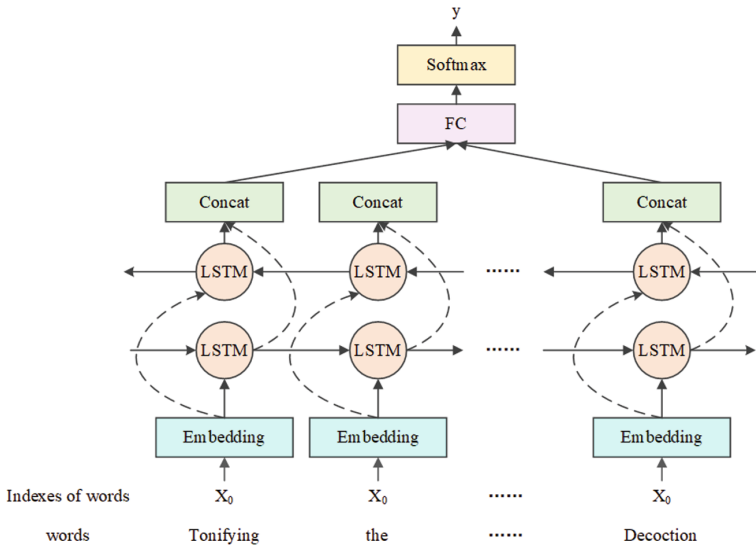 y
Softmax
FC
Concat Concat Concat
LSTM LSTM ...... LSTM
LSTM LSTM ...... LSTM
Embedding Embedding Embedding
Indexes of words X₀ X₀ ...... X₀
words Tonifying the ...... Decoction